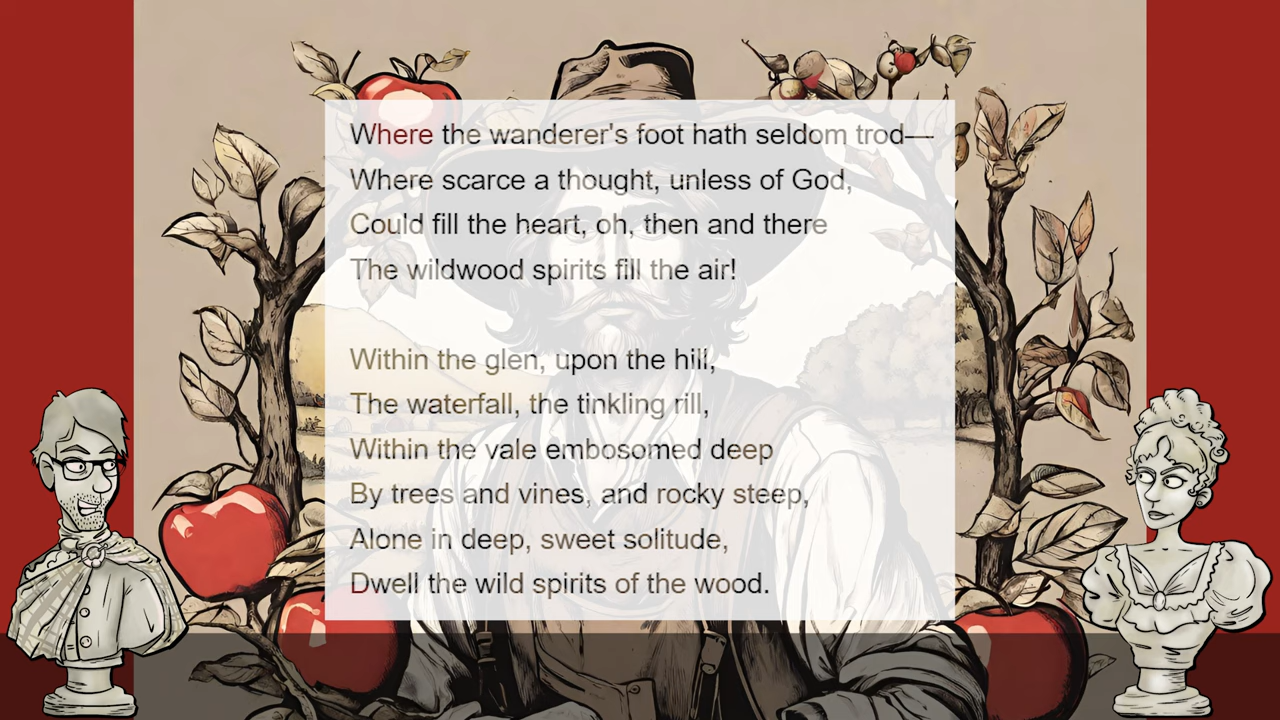 Where the wanderer's foot hath seldom trod—
Where scarce a thought, unless of God,
Could fill the heart, oh, then and there
The wildwood spirits fill the air!
Within the glen, upon the hill,
The waterfall, the tinkling rill,
Within the vale embosomed deep
By trees and vines, and rocky steep,
Alone in deep, sweet solitude,
Dwell the wild spirits of the wood.